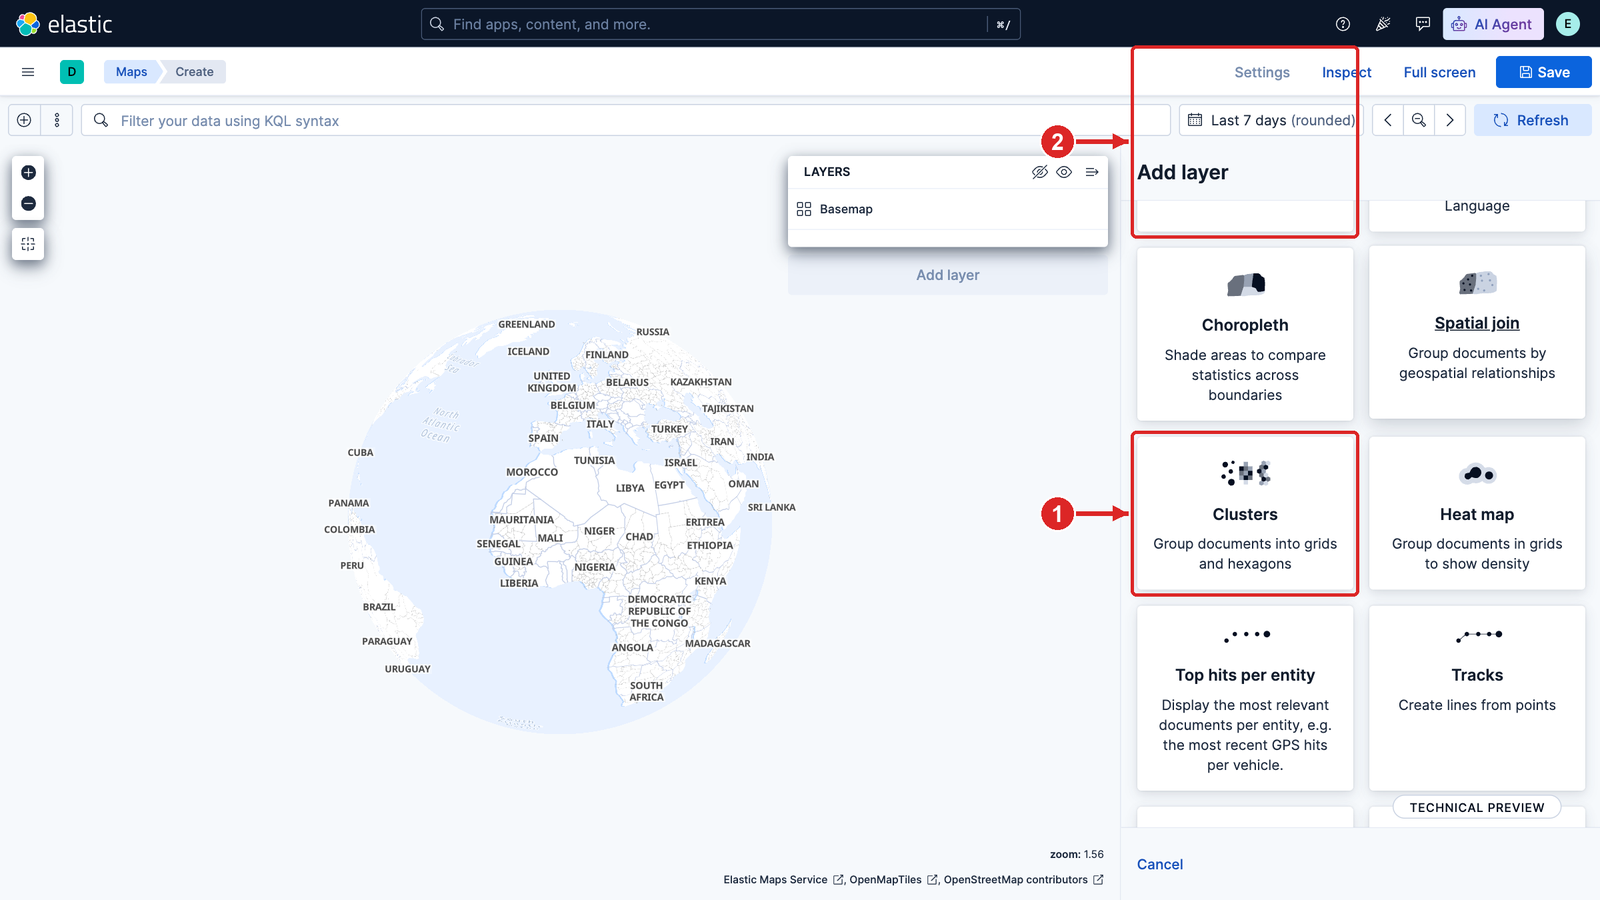 elastic
Find apps, content, and more.
⌘/
AI Agent
E
D
Maps
Create
Settings
Inspect
Full screen
Save
Filter your data using KQL syntax
Last 7 days (rounded)
Refresh
2
LAYERS
Basemap
Add layer
Add layer
Language
Choropleth
Shade areas to compare
statistics across
boundaries
Spatial join
Group documents by
geospatial relationships
1
Clusters
Group documents into grids
and hexagons
Heat map
Group documents in grids
to show density
Top hits per entity
Display the most relevant
documents per entity, e.g.
the most recent GPS hits
per vehicle.
Tracks
Create lines from points
TECHNICAL PREVIEW
Cancel
GREENLAND
RUSSIA
ICELAND
FINLAND
UNITED
KINGDOM
BELARUS
KAZAKHSTAN
BELGIUM
TAJIKISTAN
North
Atlantic
Ocean
ITALY
TURKEY
SPAIN
IRAN
CUBA
TUNISIA
ISRAEL
INDIA
MOROCCO
LIBYA
EGYPT
OMAN
PANAMA
SRI LANKA
MAURITANIA
ERITREA
COLOMBIA
NIGER
CHAD
MALI
SENEGAL
ETHIOPIA
GUINEA
PERU
NIGERIA
LIBERIA
KENYA
DEMOCRATIC
REPUBLIC OF
THE CONGO
BRAZIL
PARAGUAY
ANGOLA
MADAGASCAR
URUGUAY
SOUTH
AFRICA
zoom: 1.56
Elastic Maps Service , OpenMapTiles , OpenStreetMap contributors